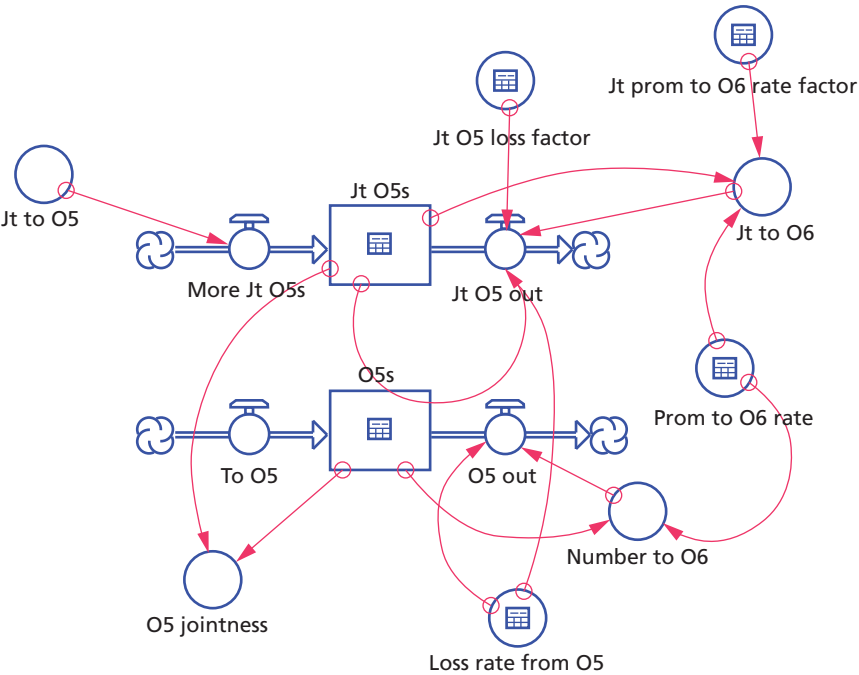 Jt prom to O6 rate factor
Jt O5 loss factor
Jt O5s
Jt to O5
Jt to O6
More Jt O5s
Jt O5 out
O5s
Prom to O6 rate
To O5
O5 out
Number to O6
O5 jointness
Loss rate from O5